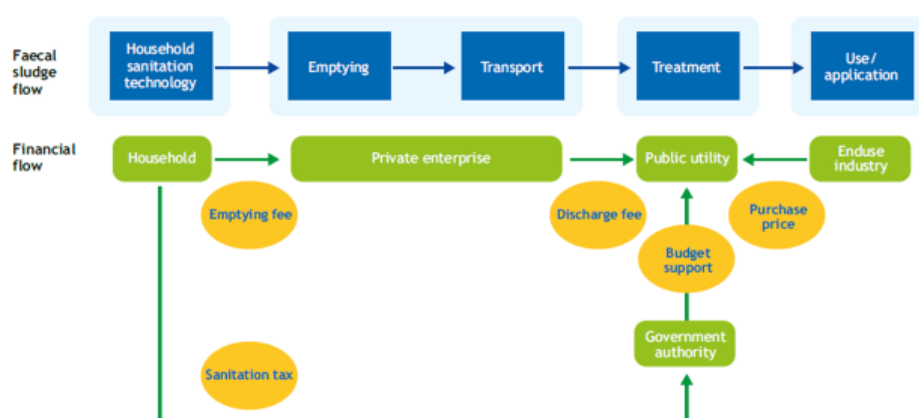 Faecal
sludge
flow
Household
sanitation
technology
Emptying
Transport
Treatment
Use/
application
Financial
flow
Household
Private enterprise
Public utility
Enduse
industry
Emptying fee
Discharge fee
Purchase
price
Budget
support
Government
authority
Sanitation tax